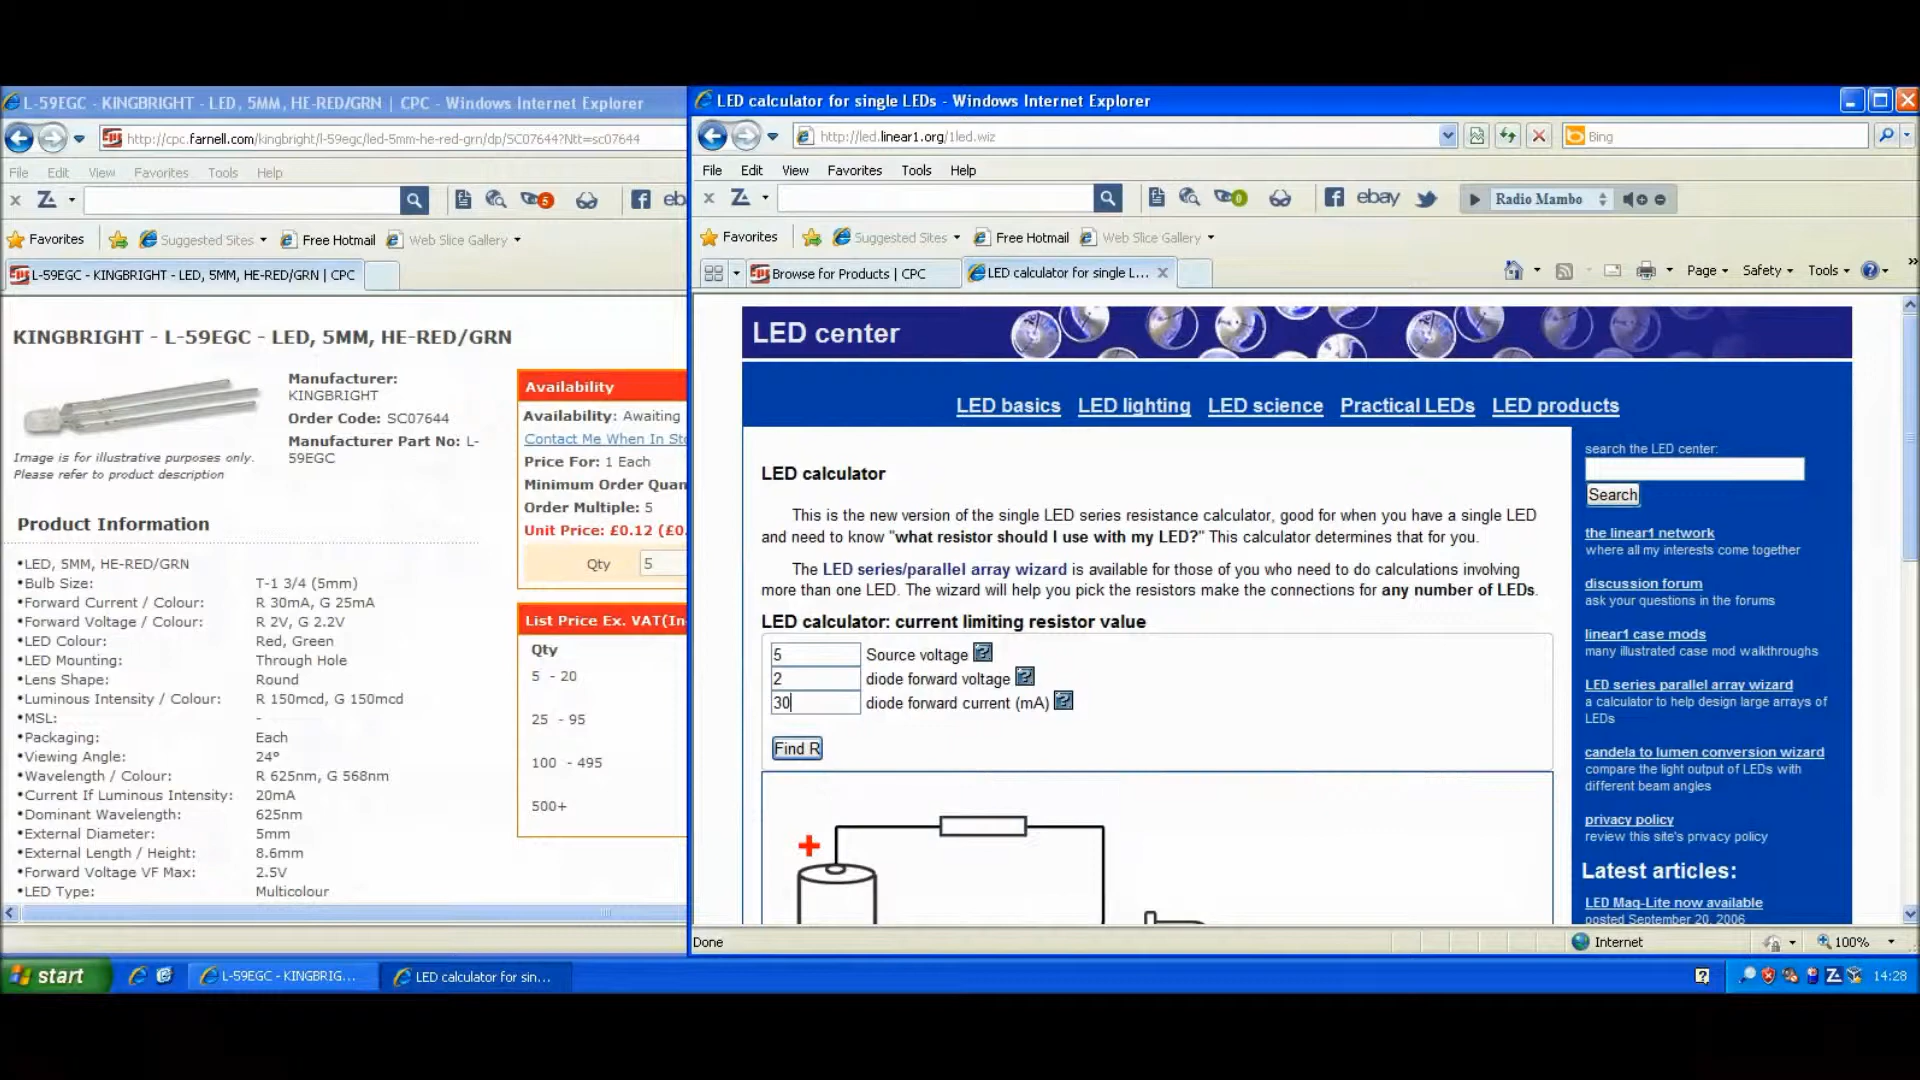 L-59EGC - KINGBRIGHT - LED, 5MM, HE-RED/GRN | CPC - Windows Internet Explorer
http://cpc.farnell.com/kingbright/l-59egc/led-5mm-he-red-grn/dp/SC07644?Ntt=sc07644
File Edit View Favorites Tools Help
x Z 5 f eb
Favorites Suggested Sites Free Hotmail Web Slice Gallery
L-59EGC - KINGBRIGHT - LED, 5MM, HE-RED/GRN | CPC
KINGBRIGHT - L-59EGC - LED, 5MM, HE-RED/GRN
Manufacturer:
KINGBRIGHT
Order Code: SC07644
Manufacturer Part No: L-
59EGC
Image is for illustrative purposes only.
Please refer to product description
Availability
Availability: Awaiting
Contact Me When In Sto
Price For: 1 Each
Minimum Order Quan
Order Multiple: 5
Unit Price: £0.12 (£0.
Qty 5
Product Information
•LED, 5MM, HE-RED/GRN
•Bulb Size: T-1 3/4 (5mm)
•Forward Current / Colour: R 30mA, G 25mA
•Forward Voltage / Colour: R 2V, G 2.2V
•LED Colour: Red, Green
•LED Mounting: Through Hole
•Lens Shape: Round
•Luminous Intensity / Colour: R 150mcd, G 150mcd
•MSL: -
•Packaging: Each
•Viewing Angle: 24°
•Wavelength / Colour: R 625nm, G 568nm
•Current If Luminous Intensity: 20mA
•Dominant Wavelength: 625nm
•External Diameter: 5mm
•External Length / Height: 8.6mm
•Forward Voltage VF Max: 2.5V
•LED Type: Multicolour
List Price Ex. VAT(In
Qty
5 - 20
25 - 95
100 - 495
500+
LED calculator for single LEDs - Windows Internet Explorer
http://led.linear1.org/1led.wiz
Bing
File Edit View Favorites Tools Help
x Z 0 f ebay Radio Mambo
Favorites Suggested Sites Free Hotmail Web Slice Gallery
Browse for Products | CPC LED calculator for single L... Page Safety Tools »
LED center
LED basics LED lighting LED science Practical LEDs LED products
LED calculator
This is the new version of the single LED series resistance calculator, good for when you have a single LED
and need to know "what resistor should I use with my LED?" This calculator determines that for you.
The LED series/parallel array wizard is available for those of you who need to do calculations involving
more than one LED. The wizard will help you pick the resistors make the connections for any number of LEDs.
LED calculator: current limiting resistor value
5 Source voltage ?
2 diode forward voltage ?
30 diode forward current (mA) ?
Find R
+
search the LED center:
Search
the linear1 network
where all my interests come together
discussion forum
ask your questions in the forums
linear1 case mods
many illustrated case mod walkthroughs
LED series parallel array wizard
a calculator to help design large arrays of
LEDs
candela to lumen conversion wizard
compare the light output of LEDs with
different beam angles
privacy policy
review this site's privacy policy
Latest articles:
LED Mag-Lite now available
posted September 20, 2006
Done Internet 100%
start L-59EGC - KINGBRIG... LED calculator for sin... ? Z 14:28